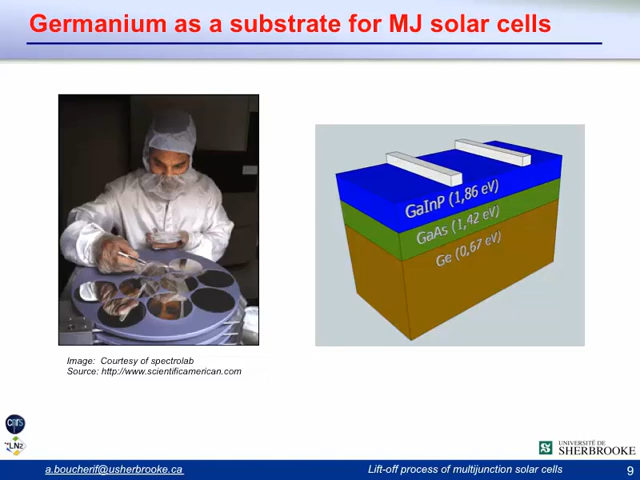 Germanium as a substrate for MJ solar cells
GaInP (1,86 eV)
GaAs (1,42 eV)
Ge (0,67 eV)
Image: Courtesy of spectrolab
Source: http://www.scientificamerican.com
cnrs
LN2
UNIVERSITÉ DE
SHERBROOKE
a.boucherif@usherbrooke.ca
Lift-off process of multijunction solar cells
9